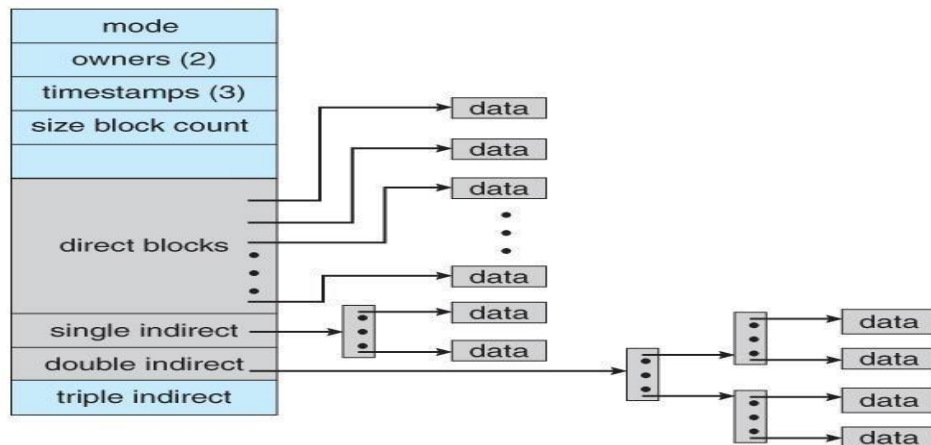 mode
owners (2)
timestamps (3)
size block count
direct blocks
single indirect
double indirect
triple indirect
data
data
data
data
data
data
data
data
data
data